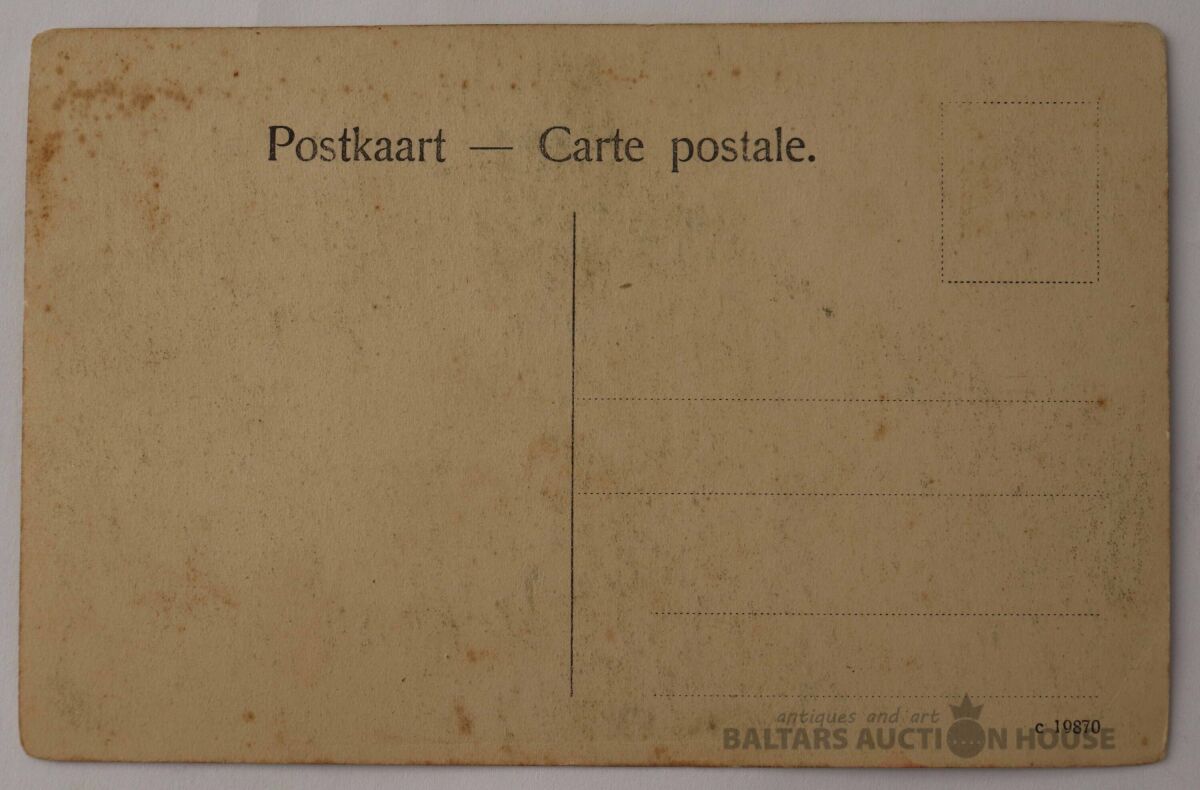 Postkaart — Carte postale.
c 19870
antiques and art
BALTARS AUCTION HOUSE